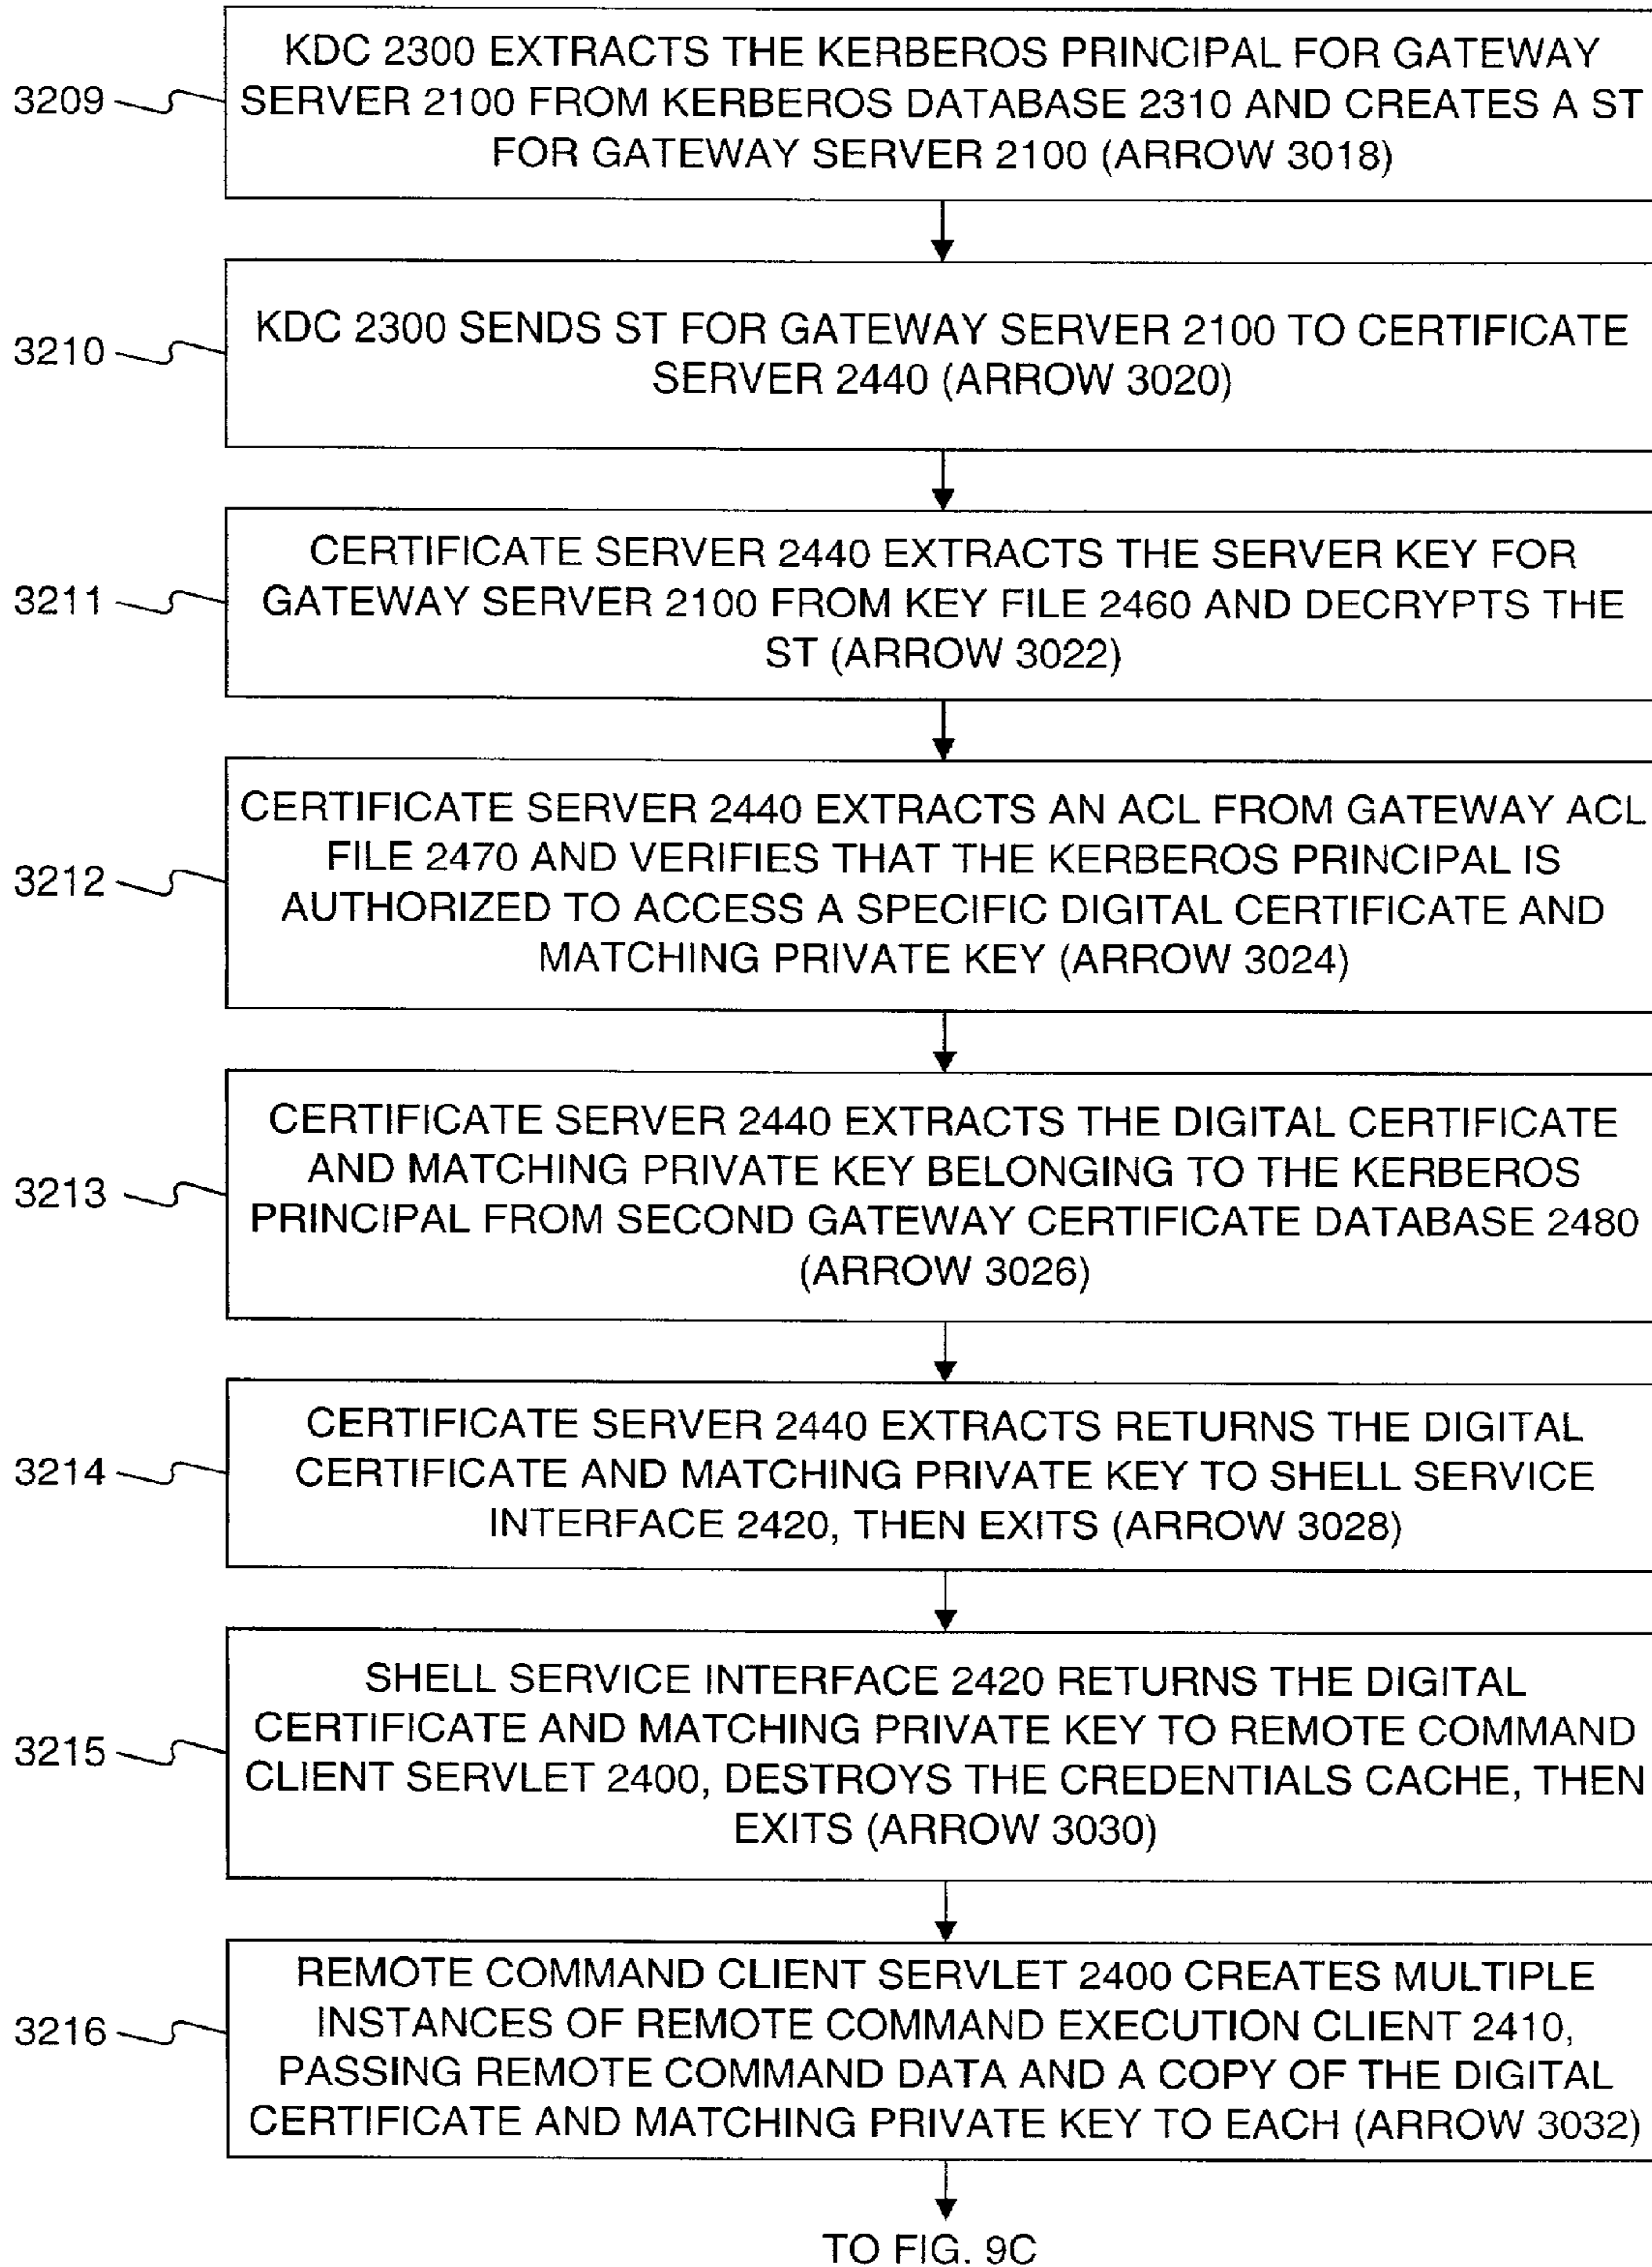 KDC 2300 EXTRACTS THE KERBEROS PRINCIPAL FOR GATEWAY
3209
SERVER 2100 FROM KERBEROS DATABASE 2310 AND CREATES A ST
FOR GATEWAY SERVER 2100 (ARROW 3018)
3210
KDC 2300 SENDS ST FOR GATEWAY SERVER 2100 TO CERTIFICATE
SERVER 2440 (ARROW 3020)
CERTIFICATE SERVER 2440 EXTRACTS THE SERVER KEY FOR
3211
GATEWAY SERVER 2100 FROM KEY FILE 2460 AND DECRYPTS THE
ST (ARROW 3022)
CERTIFICATE SERVER 2440 EXTRACTS AN ACL FROM GATEWAY ACL
FILE 2470 AND VERIFIES THAT THE KERBEROS PRINCIPAL IS
3212
AUTHORIZED TO ACCESS A SPECIFIC DIGITAL CERTIFICATE AND
MATCHING PRIVATE KEY (ARROW 3024)
CERTIFICATE SERVER 2440 EXTRACTS THE DIGITAL CERTIFICATE
AND MATCHING PRIVATE KEY BELONGING TO THE KERBEROS
3213
PRINCIPAL FROM SECOND GATEWAY CERTIFICATE DATABASE 2480
(ARROW 3026)
CERTIFICATE SERVER 2440 EXTRACTS RETURNS THE DIGITAL
3214
CERTIFICATE AND MATCHING PRIVATE KEY TO SHELL SERVICE
INTERFACE 2420, THEN EXITS (ARROW 3028)
SHELL SERVICE INTERFACE 2420 RETURNS THE DIGITAL
CERTIFICATE AND MATCHING PRIVATE KEY TO REMOTE COMMAND
3215
CLIENT SERVLET 2400, DESTROYS THE CREDENTIALS CACHE, THEN
EXITS (ARROW 3030)
REMOTE COMMAND CLIENT SERVLET 2400 CREATES MULTIPLE
INSTANCES OF REMOTE COMMAND EXECUTION CLIENT 2410,
3216
PASSING REMOTE COMMAND DATA AND A COPY OF THE DIGITAL
CERTIFICATE AND MATCHING PRIVATE KEY TO EACH (ARROW 3032)
TO FIG. 9C